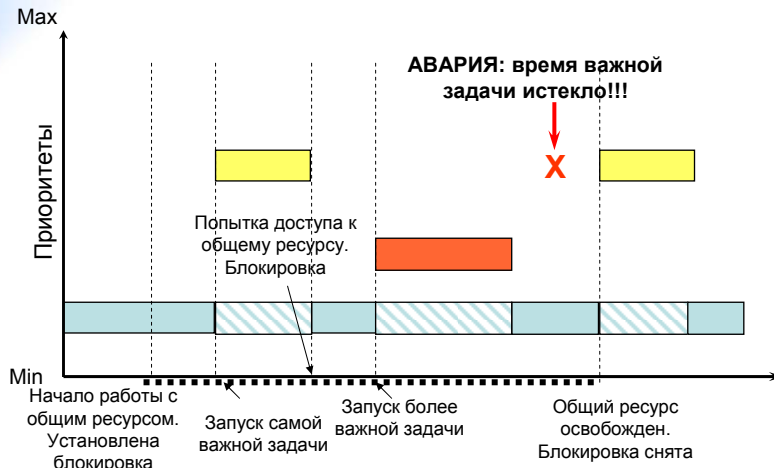 Max
АВАРИЯ: время важной
задачи истекло!!!
X
Приоритеты
Попытка доступа к
общему ресурсу.
Блокировка
Min
Начало работы с
общим ресурсом.
Установлена
блокировка
Запуск самой
важной задачи
Запуск более
важной задачи
Общий ресурс
освобожден.
Блокировка снята